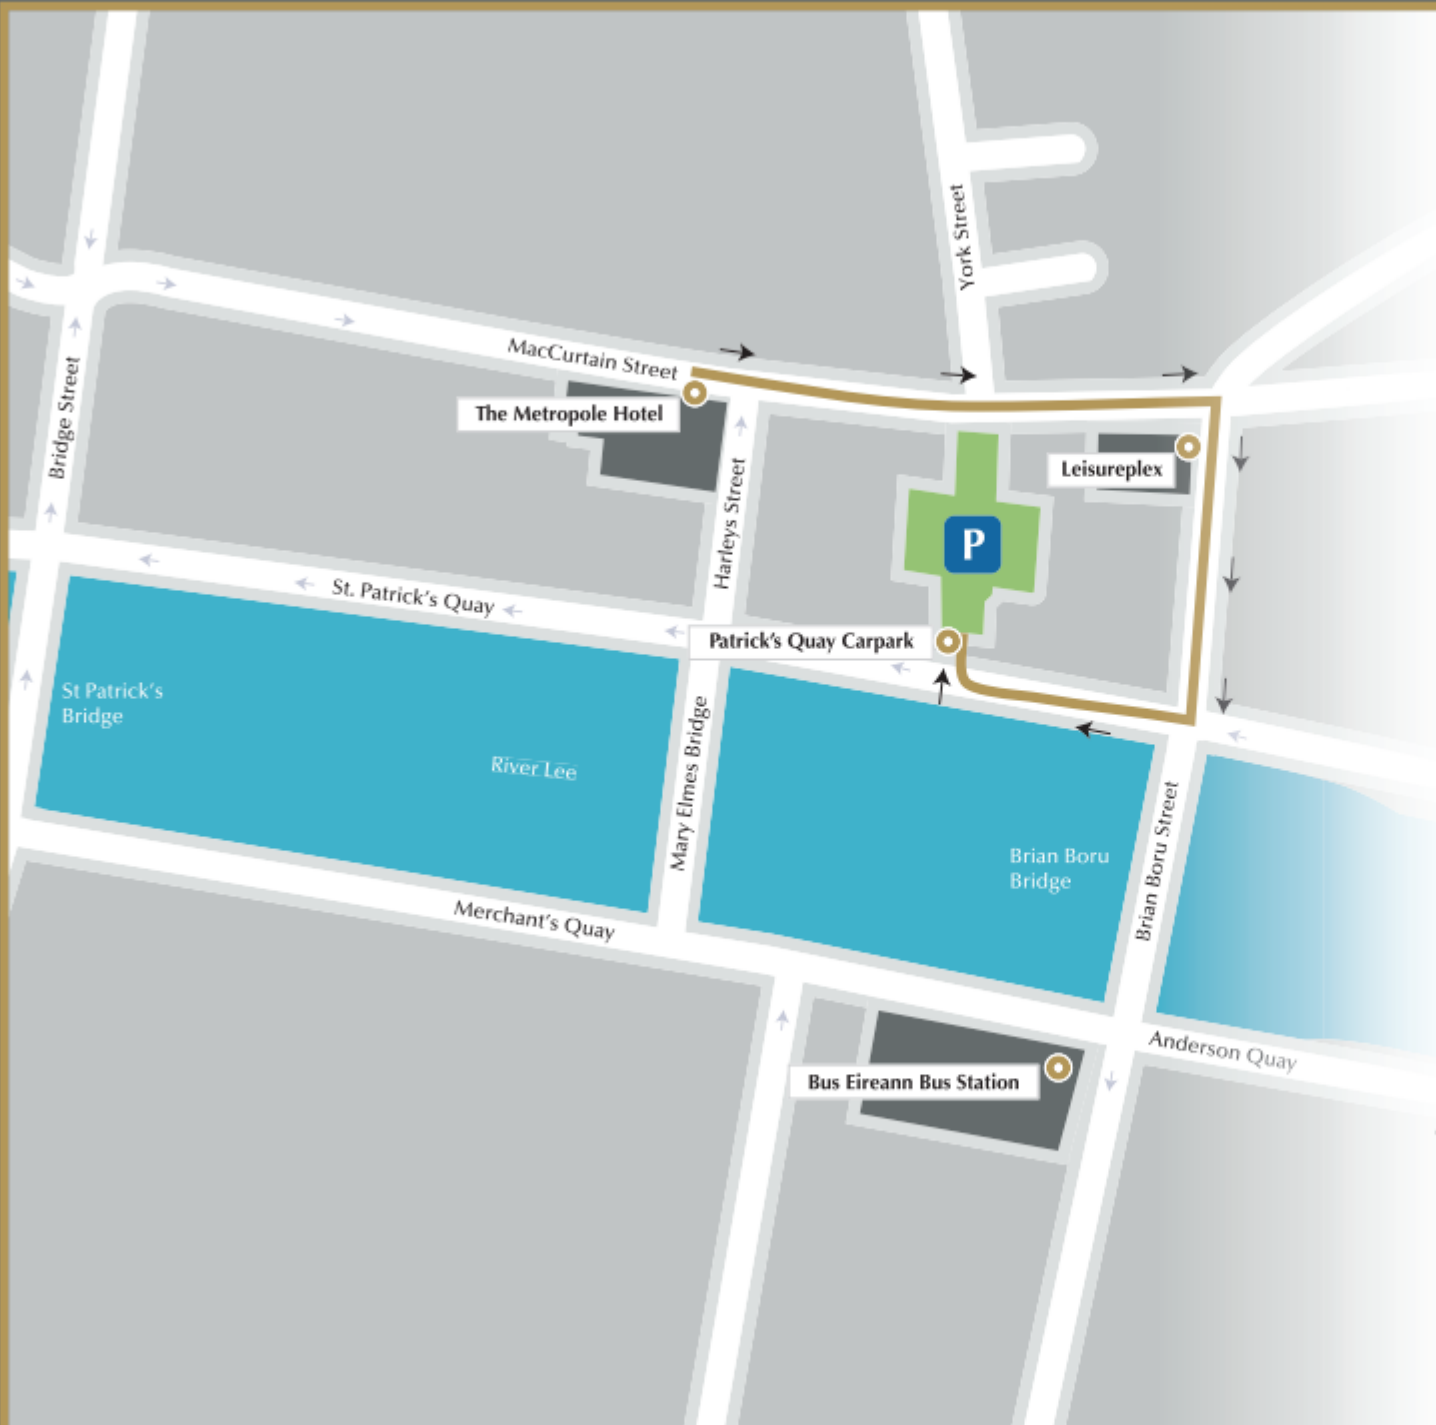 York Street
MacCurtain Street
The Metropole Hotel
Bridge Street
Leisureplex
Harleys Street
P
St. Patrick's Quay
Patrick's Quay Carpark
St Patrick's
Bridge
River Lee
Mary Elmes Bridge
Brian Boru
Bridge
Brian Boru Street
Merchant's Quay
Anderson Quay
Bus Eireann Bus Station